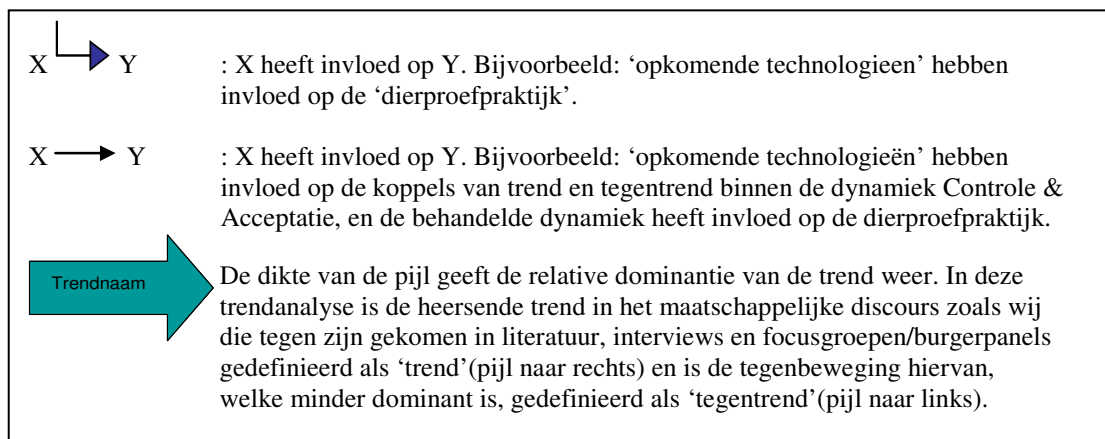 X Y : X heeft invloed op Y. Bijvoorbeeld: ‘opkomende technologieen’ hebben
invloed op de ‘dierproefpraktijk’.
X Y : X heeft invloed op Y. Bijvoorbeeld: ‘opkomende technologieën’ hebben
invloed op de koppels van trend en tegentrend binnen de dynamiek Controle &
Acceptatie, en de behandelde dynamiek heeft invloed op de dierproefpraktijk.
Trendnaam
De dikte van de pijl geeft de relative dominantie van de trend weer. In deze
trendanalyse is de heersende trend in het maatschappelijke discours zoals wij
die tegen zijn gekomen in literatuur, interviews en focusgroepen/burgerpanels
gedefinieerd als ‘trend’(pijl naar rechts) en is de tegenbeweging hiervan,
welke minder dominant is, gedefinieerd als ‘tegentrend’(pijl naar links).